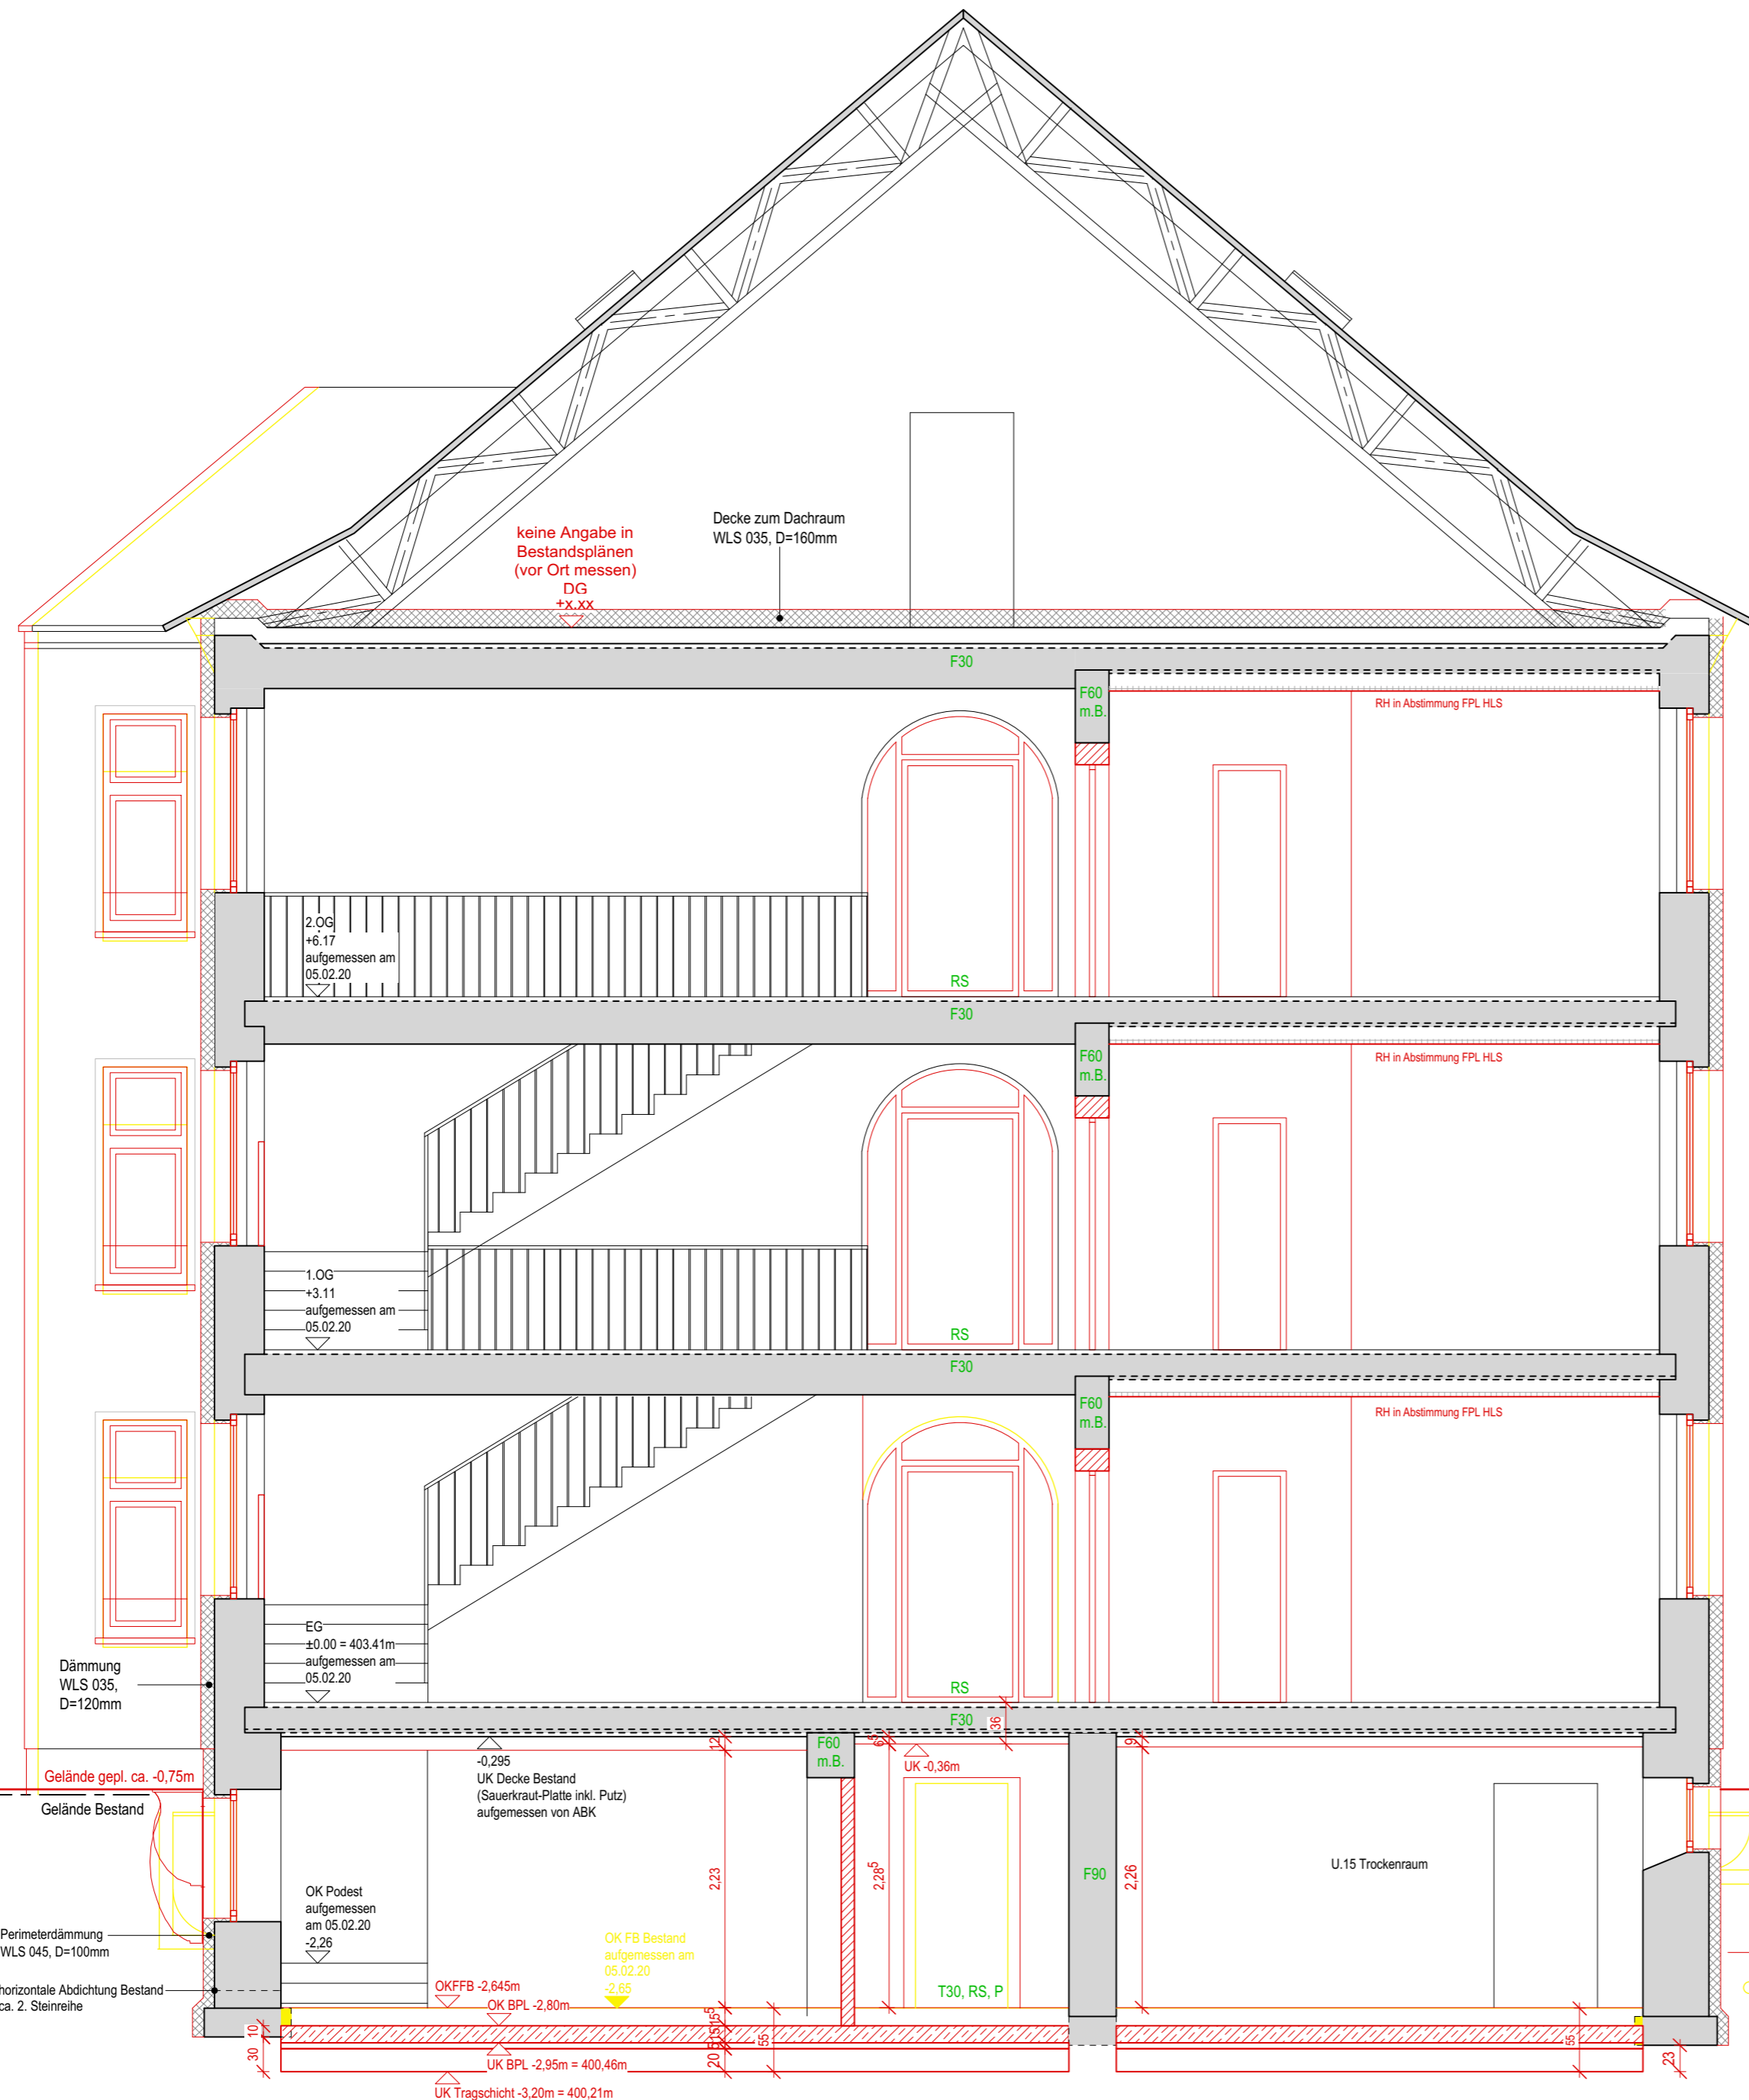 keine Angabe in
Bestandsplänen
(vor Ort messen)
DG
+x.xx
Decke zum Dachraum
WLS 035, D=160mm
F30
F60
m.B.
RH in Abstimmung FPL HLS
2.OG
+6.17
aufgemessen am
05.02.20
RS
F30
F60
m.B.
RH in Abstimmung FPL HLS
1.OG
+3.11
aufgemessen am
05.02.20
RS
F30
F60
m.B.
RH in Abstimmung FPL HLS
EG
±0.00 = 403.41m
aufgemessen am
05.02.20
RS
F30
36
Dämmung
WLS 035,
D=120mm
Gelände gepl. ca. -0,75m
Gelände Bestand
-0,295
UK Decke Bestand
(Sauerkraut-Platte inkl. Putz)
aufgemessen von ABK
12
F60
m.B.
6⁵
UK -0,36m
9
2,23
2,28⁵
F90
2,26
U.15 Trockenraum
OK Podest
aufgemessen
am 05.02.20
-2,26
Perimeterdämmung
WLS 045, D=100mm
horizontale Abdichtung Bestand
ca. 2. Steinreihe
OK FB Bestand
aufgemessen am
05.02.20
-2,65
OKFFB -2,645m
OK BPL -2,80m
T30, RS, P
10
30
15⁵
15
5
20
55
55
23
UK BPL -2,95m = 400,46m
UK Tragschicht -3,20m = 400,21m